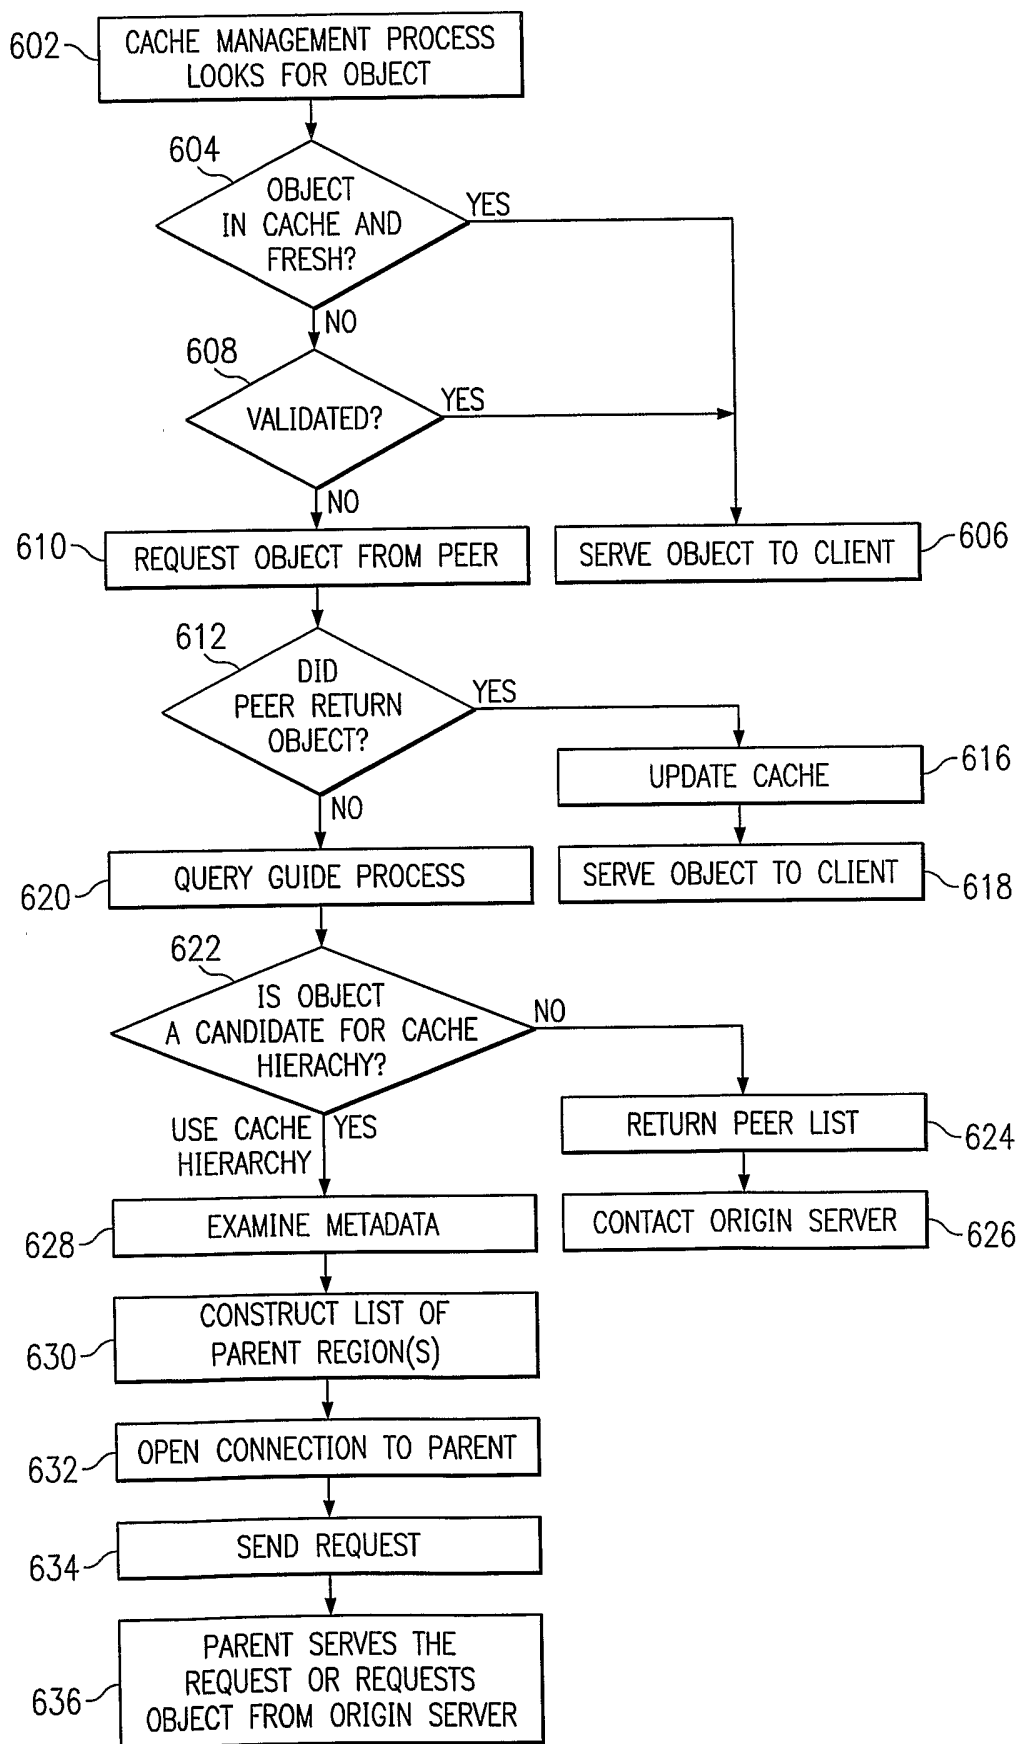 602
CACHE MANAGEMENT PROCESS
LOOKS FOR OBJECT
604
OBJECT
IN CACHE AND
FRESH?
YES
NO
608
VALIDATED?
YES
NO
610
REQUEST OBJECT FROM PEER
SERVE OBJECT TO CLIENT
606
612
DID
PEER RETURN
OBJECT?
YES
NO
UPDATE CACHE
616
SERVE OBJECT TO CLIENT
618
620
QUERY GUIDE PROCESS
622
IS OBJECT
A CANDIDATE FOR CACHE
HIERACHY?
NO
USE CACHE
HIERARCHY
YES
RETURN PEER LIST
624
CONTACT ORIGIN SERVER
626
628
EXAMINE METADATA
630
CONSTRUCT LIST OF
PARENT REGION(S)
632
OPEN CONNECTION TO PARENT
634
SEND REQUEST
636
PARENT SERVES THE
REQUEST OR REQUESTS
OBJECT FROM ORIGIN SERVER